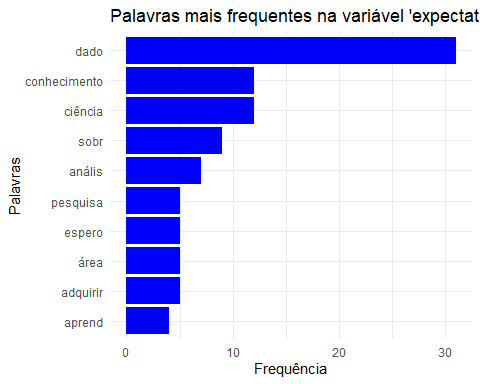 Palavras mais frequentes na variável 'expectat
dado
conhecimento
ciência
sobr
anális
pesquisa
espero
área
adquirir
aprend
Palavras
0 10 20 30
Frequência